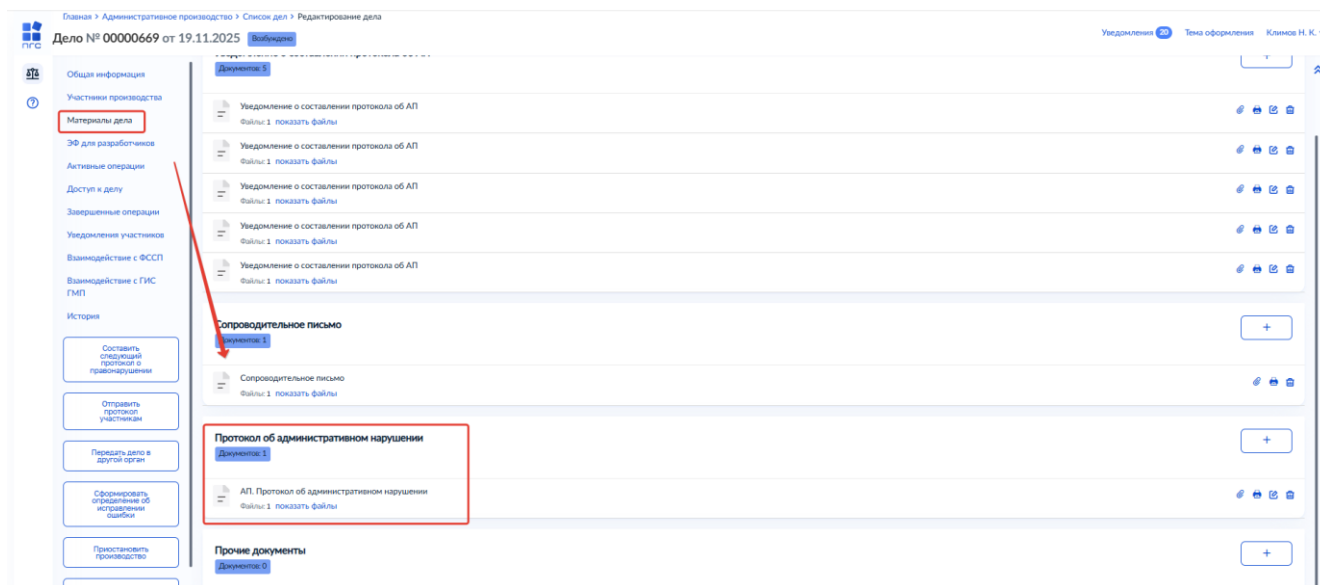 Главная > Административное производство > Список дел > Редактирование дела
Дело № 00000669 от 19.11.2025 Возбуждено
Уведомления 20 Тема оформления Климов Н. К.
пгс
Общая информация
Участники производства
Материалы дела
ЭФ для разработчиков
Активные операции
Доступ к делу
Завершенные операции
Уведомления участников
Взаимодействие с ФССП
Взаимодействие с ГИС
ГМП
История
Составить
следующий
протокол о
правонарушении
Отправить
протокол
участникам
Передать дело в
другой орган
Сформировать
определение об
исправлении
ошибки
Приостановить
производство
Документов: 5
Уведомление о составлении протокола об АП
Файлы: 1 показать файлы
Уведомление о составлении протокола об АП
Файлы: 1 показать файлы
Уведомление о составлении протокола об АП
Файлы: 1 показать файлы
Уведомление о составлении протокола об АП
Файлы: 1 показать файлы
Уведомление о составлении протокола об АП
Файлы: 1 показать файлы
Сопроводительное письмо
Документов: 1
Сопроводительное письмо
Файлы: 1 показать файлы
Протокол об административном нарушении
Документов: 1
АП. Протокол об административном нарушении
Файлы: 1 показать файлы
Прочие документы
Документов: 0